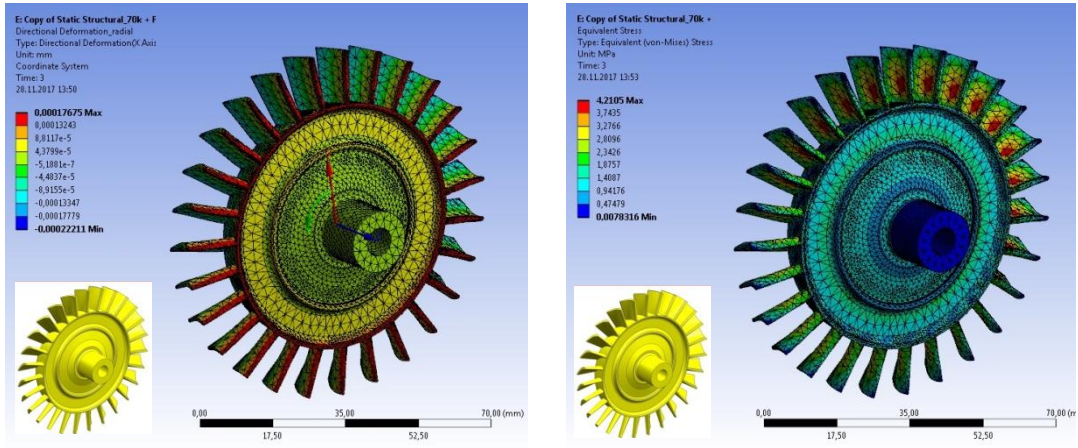 E: Copy of Static Structural_70k + F
Directional Deformation_radial
Type: Directional Deformation(X Axis
Unit: mm
Coordinate System
Time: 3
28.11.2017 13:50
0,00017675 Max
0,00013243
8,8117e-5
4,3799e-5
-5,1881e-7
-4,4837e-5
-8,9155e-5
-0,00013347
-0,00017779
-0,00022211 Min
0,00
35,00
70,00 (mm)
17,50
52,50
E: Copy of Static Structural_70k +
Equivalent Stress
Type: Equivalent (von-Mises) Stress
Unit: MPa
Time: 3
28.11.2017 13:53
4,2105 Max
3,7435
3,2766
2,8096
2,3426
1,8757
1,4087
0,94176
0,47479
0,0078316 Min
0,00
35,00
70,00 (mm
17,50
52,50